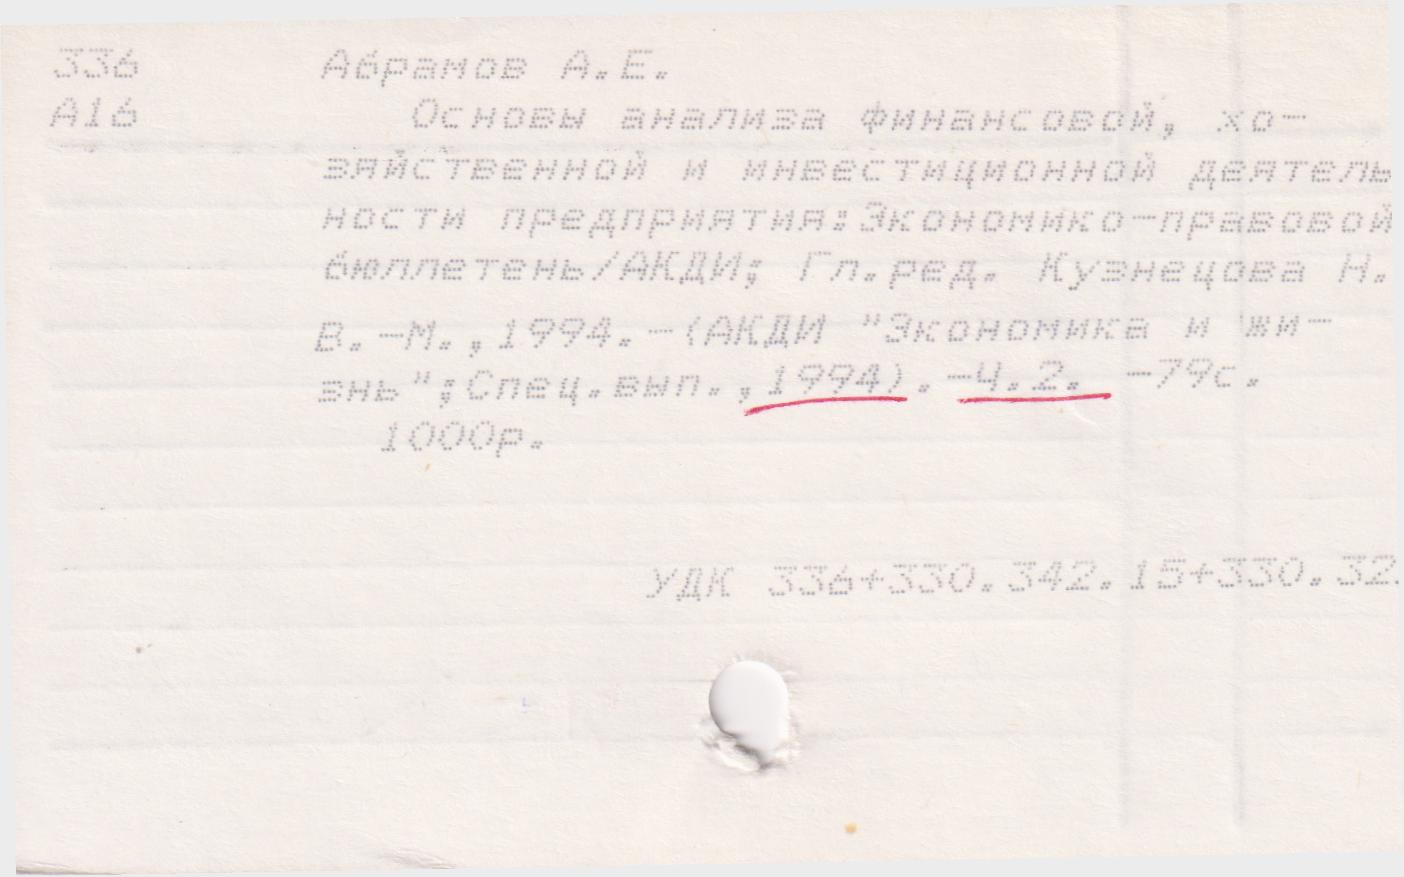 336 Абрамов А.Е.
А16 Основы анализа финансовой, хо-
зяйственной и инвестиционной деятель
ности предприятия:Экономико-правовой
бюллетень/АКДИ; Гл.ред. Кузнецова Н.
В.-М.,1994.-(АКДИ "Экономика и жи-
знь";Спец.вып.,1994).-Ч.2. -79с.
1000р.
УДК 336+330.342.15+330.32